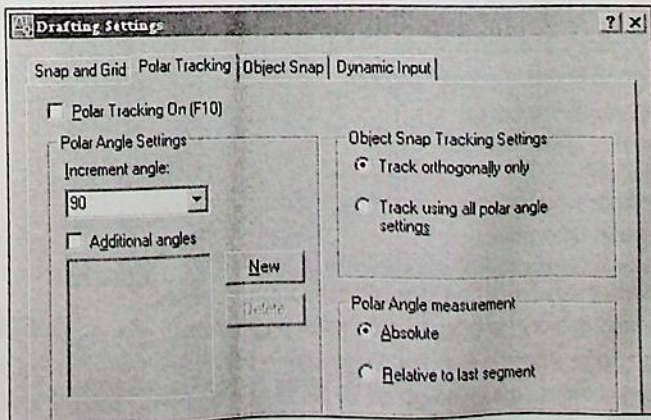 Drafting Settings
? X
Snap and Grid
Polar Tracking
Object Snap
Dynamic Input
Polar Tracking On (F10)
Polar Angle Settings
Increment angle:
90
Additional angles
New
Delete
Object Snap Tracking Settings
Track orthogonally only
Track using all polar angle
settings
Polar Angle measurement
Absolute
Relative to last segment